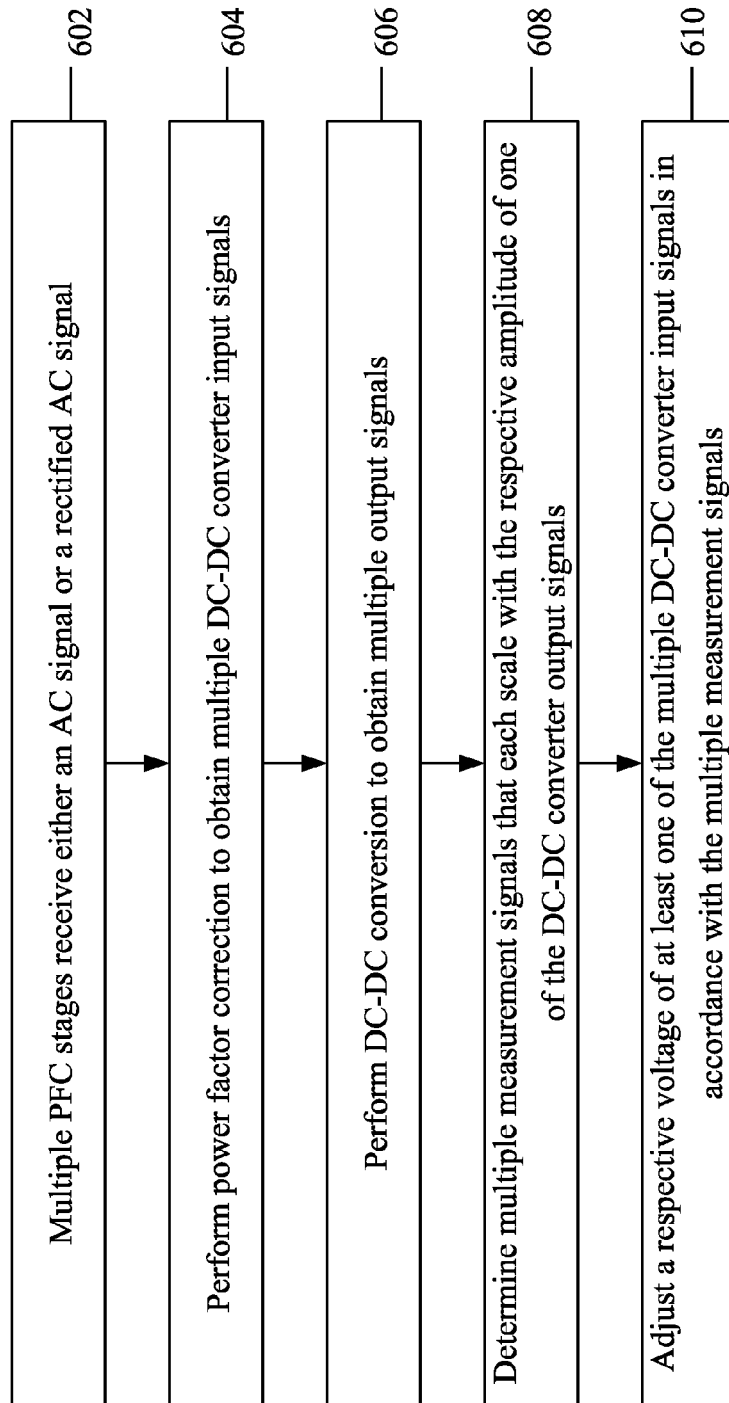 Multiple PFC stages receive either an AC signal or a rectified AC signal
602
Perform power factor correction to obtain multiple DC-DC converter input signals
604
Perform DC-DC conversion to obtain multiple output signals
606
Determine multiple measurement signals that each scale with the respective amplitude of one
of the DC-DC converter output signals
608
Adjust a respective voltage of at least one of the multiple DC-DC converter input signals in
accordance with the multiple measurement signals
610